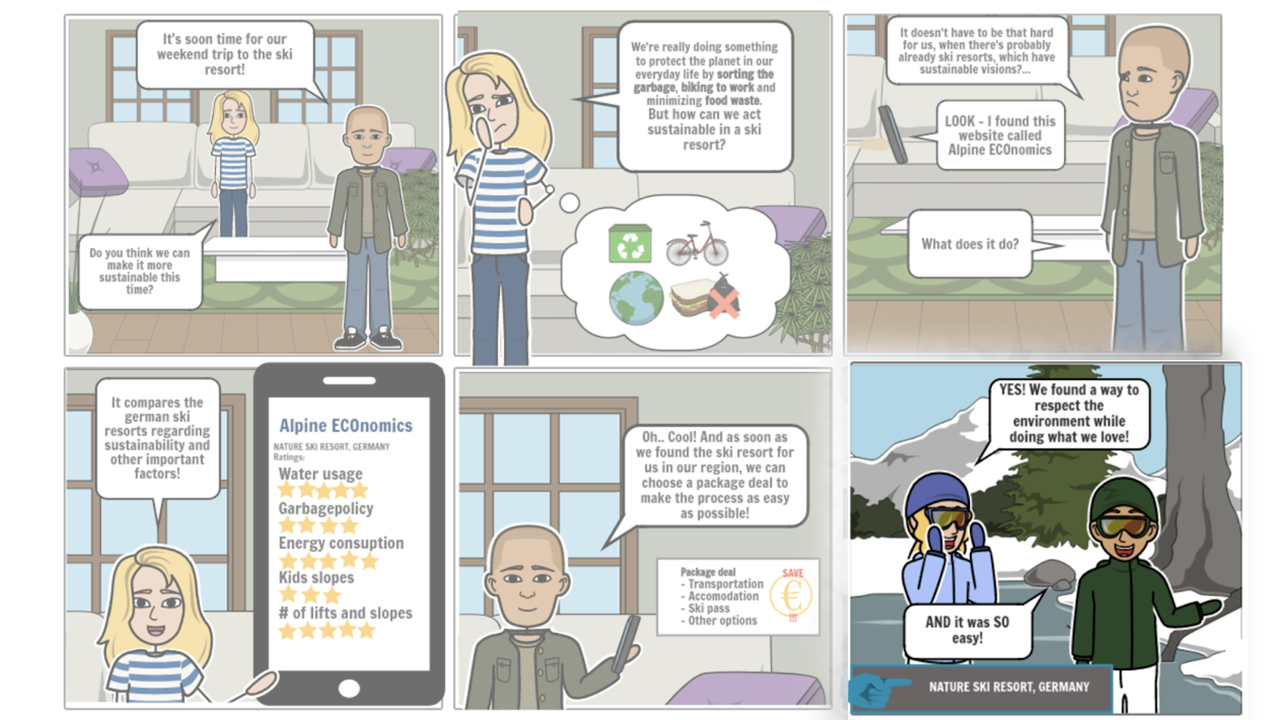 It's soon time for our
weekend trip to the ski
resort!
Do you think we can
make it more
sustainable this
time?
We're really doing something
to protect the planet in our
everyday life by sorting the
garbage, biking to work and
minimizing food waste.
But how can we act
sustainable in a ski
resort?
It doesn't have to be that hard
for us, when there's probably
already ski resorts, which have
sustainable visions?...
LOOK - I found this
website called
Alpine ECOnomics
What does it do?
It compares the
german ski
resorts regarding
sustainability and
other important
factors!
Alpine ECOnomics
NATURE SKI RESORT, GERMANY
Ratings:
Water usage
Garbagepolicy
Energy consuption
Kids slopes
# of lifts and slopes
Oh.. Cool! And as soon as
we found the ski resort for
us in our region, we can
choose a package deal to
make the process as easy
as possible!
Package deal
- Transportation
- Accomodation
- Ski pass
- Other options
SAVE
€
!!!
YES! We found a way to
respect the
environment while
doing what we love!
AND it was SO
easy!
NATURE SKI RESORT, GERMANY